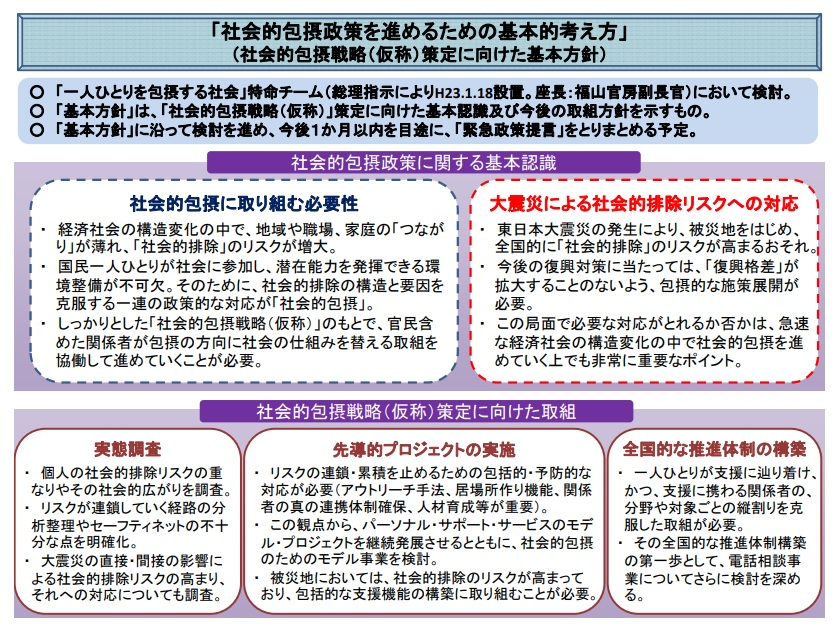 「社会的包摂政策を進めるための基本的考え方」
(社会的包摂戦略(仮称)策定に向けた基本方針)
○ 「一人ひとりを包摂する社会」特命チーム(総理指示によりH23.1.18設置。座長:福山官房副長官)において検討。
○ 「基本方針」は、「社会的包摂戦略(仮称)」策定に向けた基本認識及び今後の取組方針を示すもの。
○ 「基本方針」に沿って検討を進め、今後1か月以内を目途に、「緊急政策提言」をとりまとめる予定。
社会的包摂政策に関する基本認識
社会的包摂に取り組む必要性
・ 経済社会の構造変化の中で、地域や職場、家庭の「つなが
り」が薄れ、「社会的排除」のリスクが増大。
・ 国民一人ひとりが社会に参加し、潜在能力を発揮できる環
境整備が不可欠。そのために、社会的排除の構造と要因を
克服する一連の政策的な対応が「社会的包摂」。
・ しっかりとした「社会的包摂戦略(仮称)」のもとで、官民含
めた関係者が包摂の方向に社会の仕組みを替える取組を
協働して進めていくことが必要。
大震災による社会的排除リスクへの対応
・ 東日本大震災の発生により、被災地をはじめ、
全国的に「社会的排除」のリスクが高まるおそれ。
・ 今後の復興対策に当たっては、「復興格差」が
拡大することのないよう、包摂的な施策展開が
必要。
・ この局面で必要な対応がとれるか否かは、急速
な経済社会の構造変化の中で社会的包摂を進
めていく上でも非常に重要なポイント。
社会的包摂戦略(仮称)策定に向けた取組
実態調査
・ 個人の社会的排除リスクの重
なりやその社会的広がりを調査。
・ リスクが連鎖していく経路の分
析整理やセーフティネットの不十
分な点を明確化。
・ 大震災の直接・間接の影響に
よる社会的排除リスクの高まり、
それへの対応についても調査。
先導的プロジェクトの実施
・ リスクの連鎖・累積を止めるための包括的・予防的な
対応が必要(アウトリーチ手法、居場所作り機能、関係
者の真の連携体制確保、人材育成等が重要)。
・ この観点から、パーソナル・サポート・サービスのモデ
ル・プロジェクトを継続発展させるとともに、社会的包摂
のためのモデル事業を検討。
・ 被災地においては、社会的排除のリスクが高まって
おり、包括的な支援機能の構築に取り組むことが必要。
全国的な推進体制の構築
・ 一人ひとりが支援に辿り着け、
かつ、支援に携わる関係者の、
分野や対象ごとの縦割りを克
服した取組が必要。
・ その全国的な推進体制構築
の第一歩として、電話相談事
業についてさらに検討を深め
る。